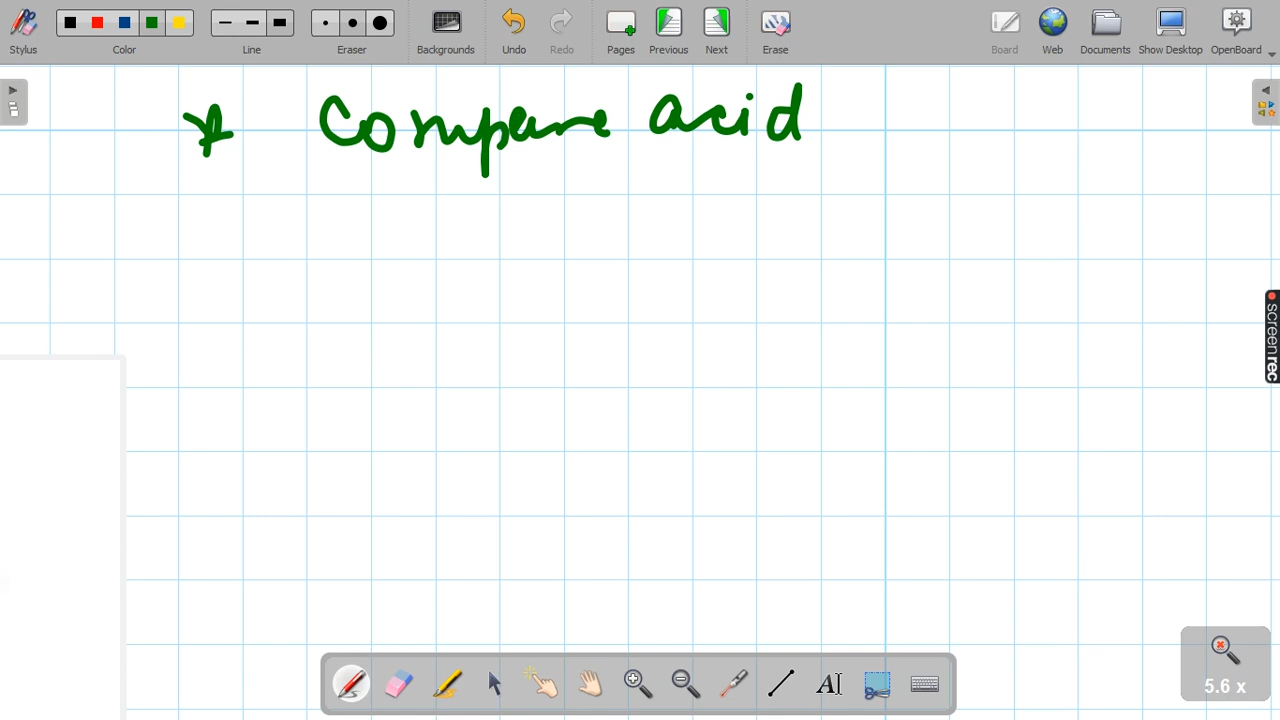 Stylus
Color
Line
Eraser
Backgrounds
Undo
Redo
Pages
Previous
Next
Erase
Board
Web
Documents
Show Desktop
OpenBoard
* Compare acid
screenrec
A
5.6 x